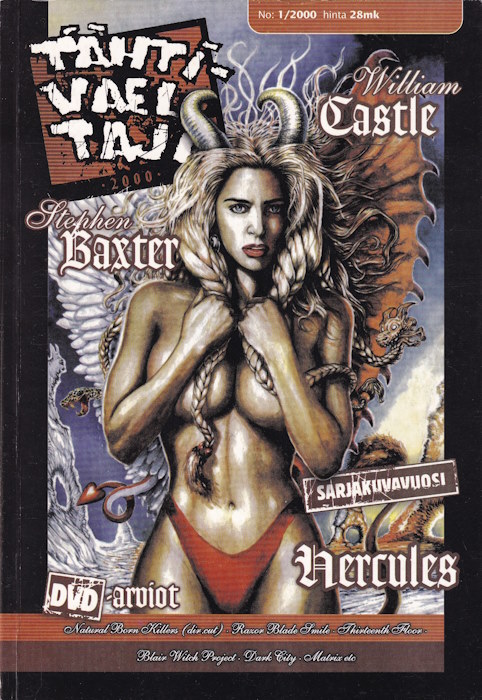 No: 1/2000 hinta 28mk
TÄHTI-
VAEL
TAJA
·2000·
William
Castle
Stephen
Baxter
SARJAKUVAVUOSI
Hercules
DVD-arviot
Natural Born Killers (dir.cut) · Razor Blade Smile · Thirteenth Floor ·
Blair Witch Project · Dark City · Matrix etc